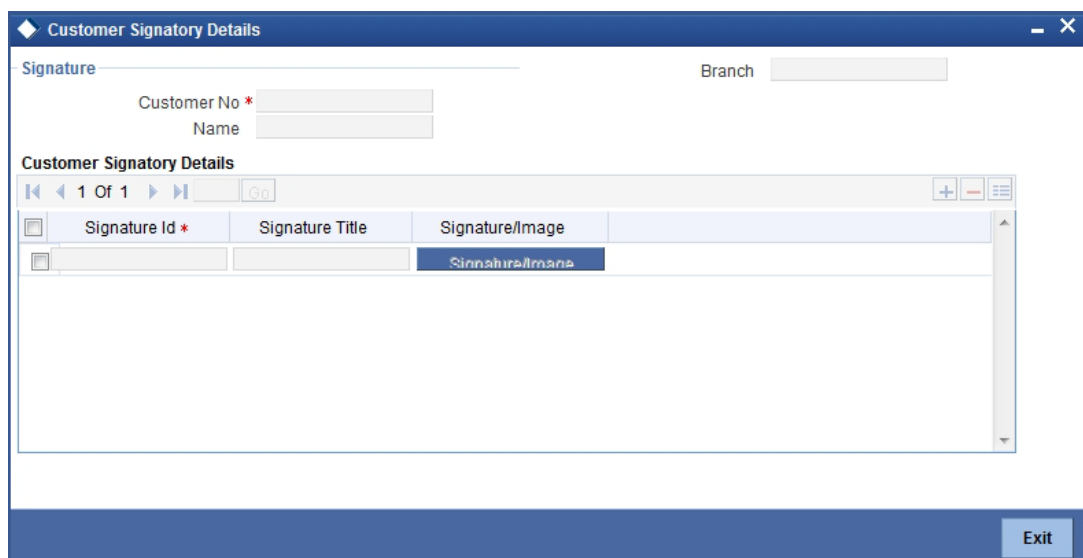 Customer Signatory Details
Signature
Branch
Customer No *
Name
Customer Signatory Details
1 Of 1 Go
Signature Id * Signature Title Signature/Image
Signature/Image
Exit